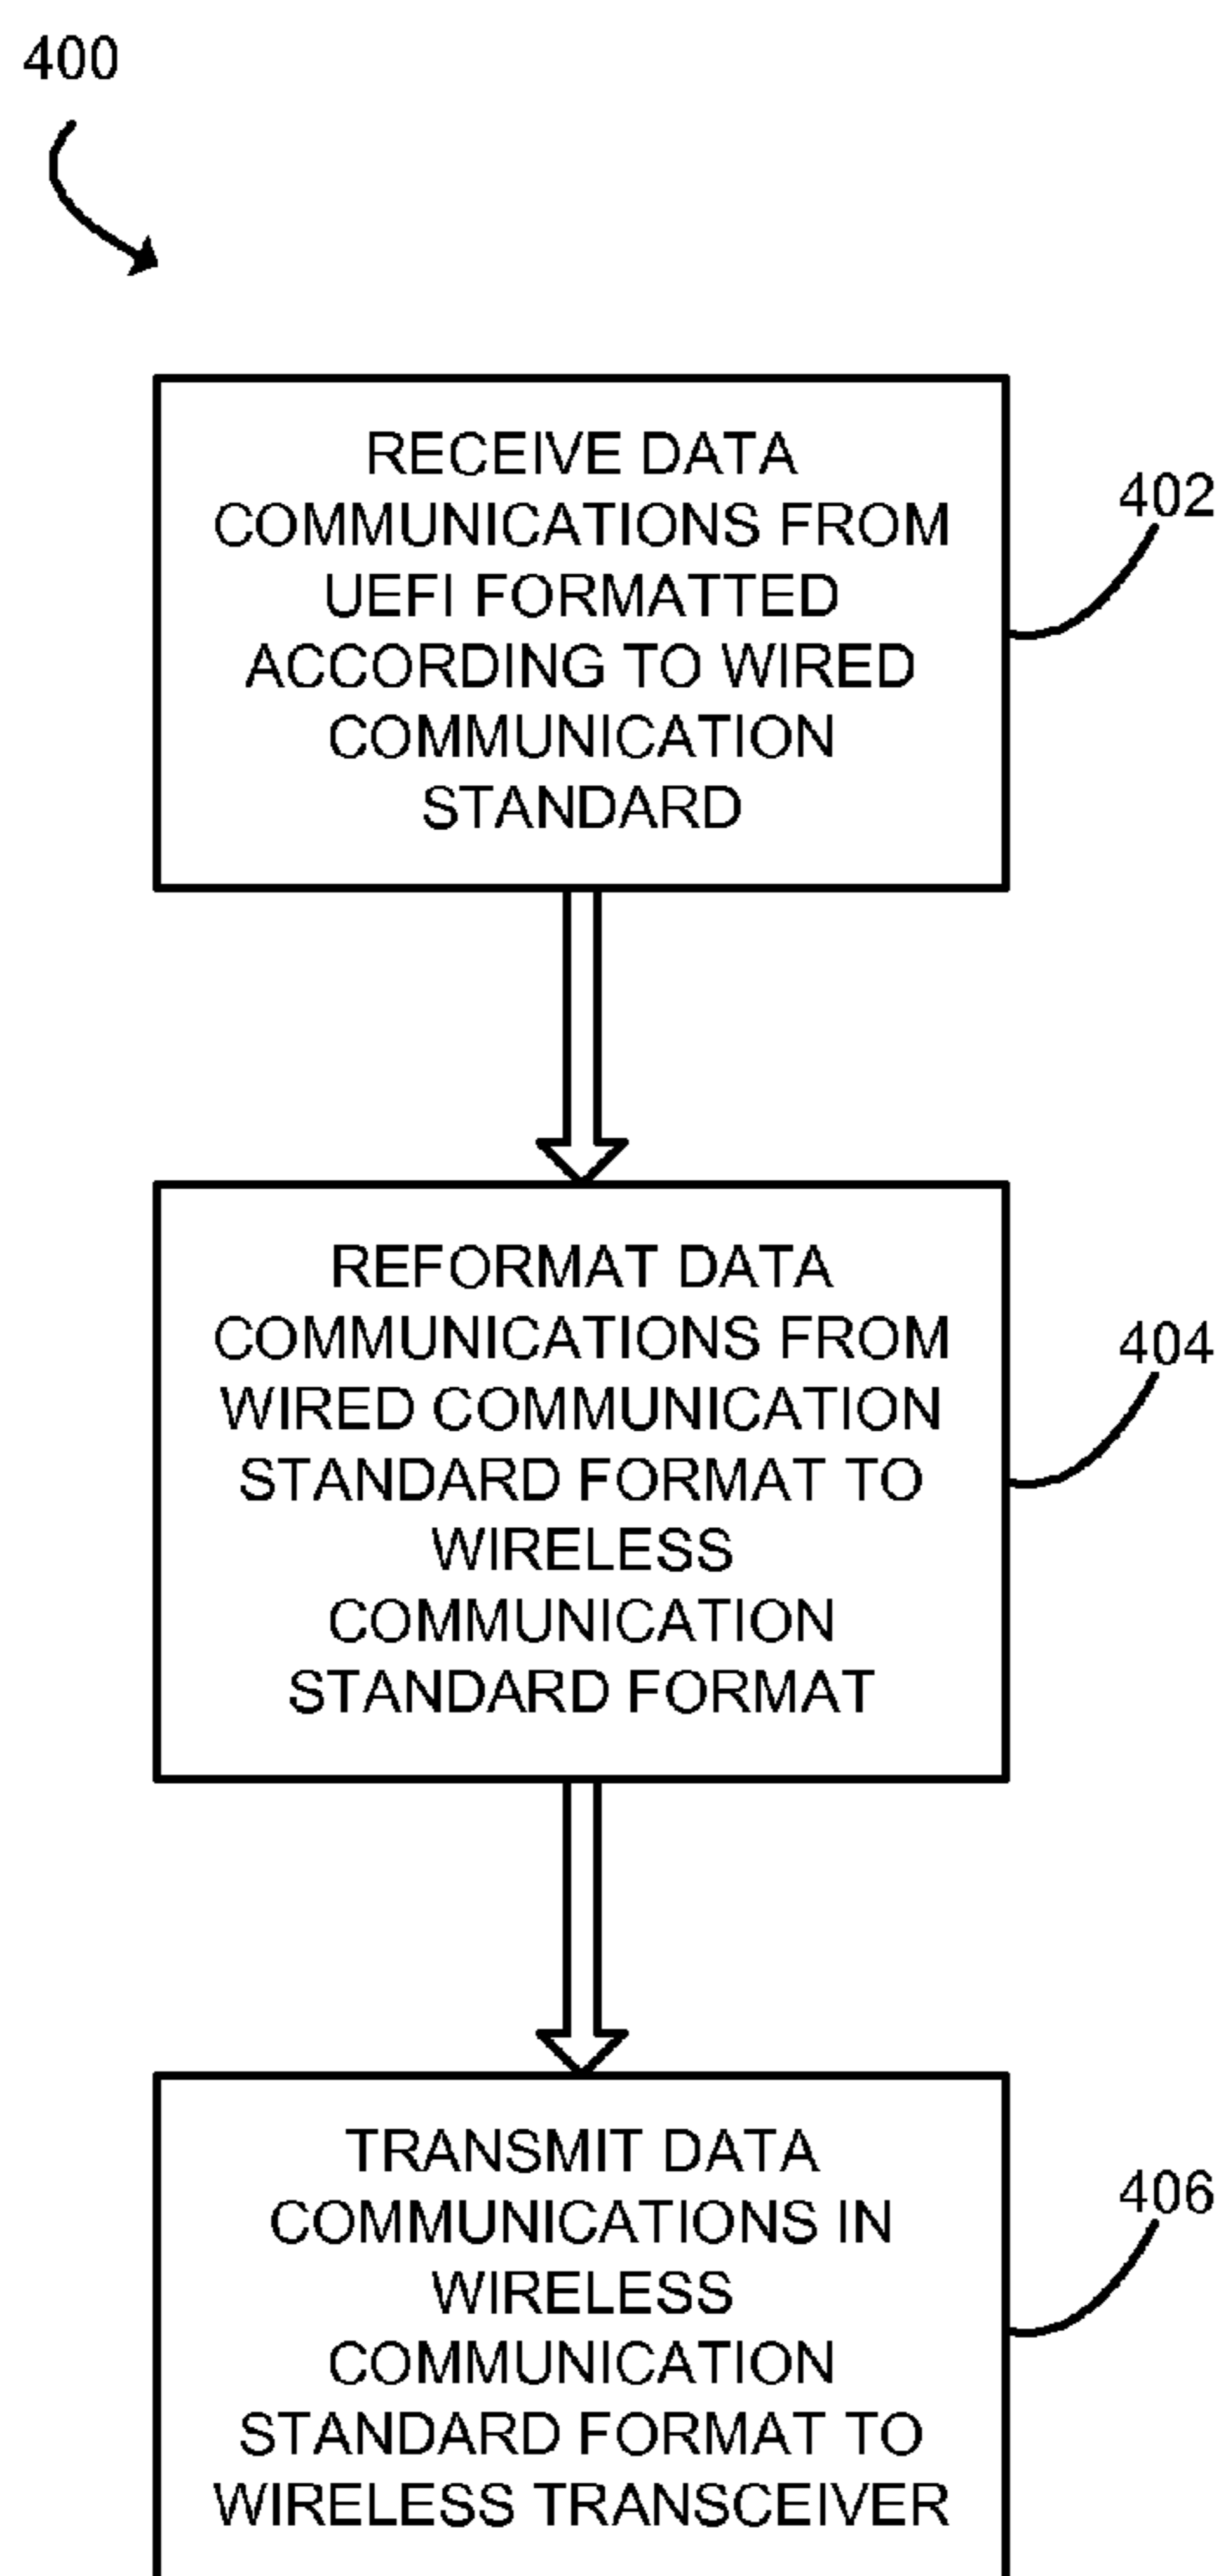 400
RECEIVE DATA
COMMUNICATIONS FROM
UEFI FORMATTED
ACCORDING TO WIRED
COMMUNICATION
STANDARD
402
REFORMAT DATA
COMMUNICATIONS FROM
WIRED COMMUNICATION
STANDARD FORMAT TO
WIRELESS
COMMUNICATION
STANDARD FORMAT
404
TRANSMIT DATA
COMMUNICATIONS IN
WIRELESS
COMMUNICATION
STANDARD FORMAT TO
WIRELESS TRANSCEIVER
406